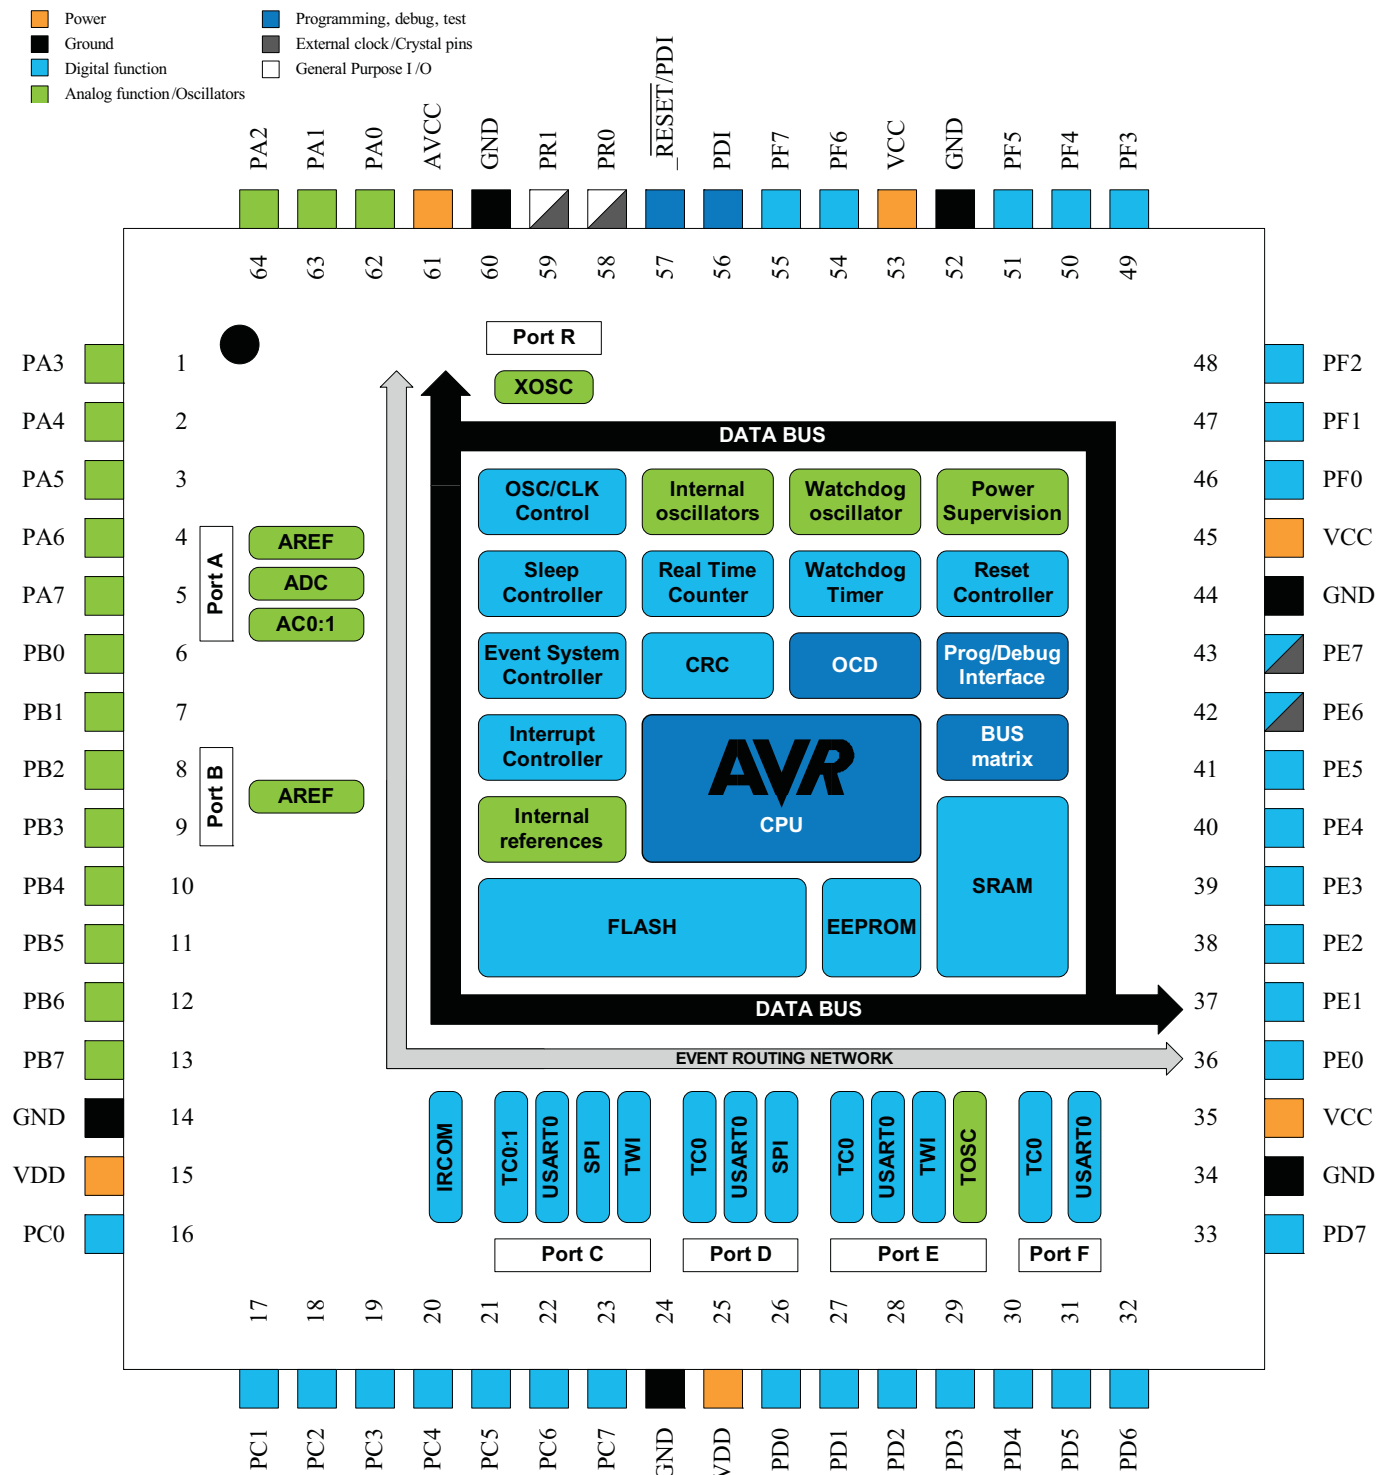 Power
Ground
Digital function
Analog function/Oscillators
Programming, debug, test
External clock/Crystal pins
General Purpose I/O
PA2
PA1
PA0
AVCC
GND
PR1
PR0
_RESET/PDI
PDI
PF7
PF6
VCC
GND
PF5
PF4
PF3
64
63
62
61
60
59
58
57
56
55
54
53
52
51
50
49
PA3 1
PA4 2
PA5 3
PA6 4
PA7 5
PB0 6
PB1 7
PB2 8
PB3 9
PB4 10
PB5 11
PB6 12
PB7 13
GND 14
VDD 15
PC0 16
Port A
AREF
ADC
AC0:1
Port B
AREF
Port R
XOSC
DATA BUS
OSC/CLK
Control
Internal
oscillators
Watchdog
oscillator
Power
Supervision
Sleep
Controller
Real Time
Counter
Watchdog
Timer
Reset
Controller
Event System
Controller
CRC
OCD
Prog/Debug
Interface
Interrupt
Controller
AVR
CPU
BUS
matrix
Internal
references
SRAM
FLASH
EEPROM
DATA BUS
EVENT ROUTING NETWORK
IRCOM
TC0:1
USART0
SPI
TWI
TC0
USART0
SPI
TC0
USART0
TWI
TOSC
TC0
USART0
Port C
Port D
Port E
Port F
48 PF2
47 PF1
46 PF0
45 VCC
44 GND
43 PE7
42 PE6
41 PE5
40 PE4
39 PE3
38 PE2
37 PE1
36 PE0
35 VCC
34 GND
33 PD7
17
18
19
20
21
22
23
24
25
26
27
28
29
30
31
32
PC1
PC2
PC3
PC4
PC5
PC6
PC7
GND
VDD
PD0
PD1
PD2
PD3
PD4
PD5
PD6